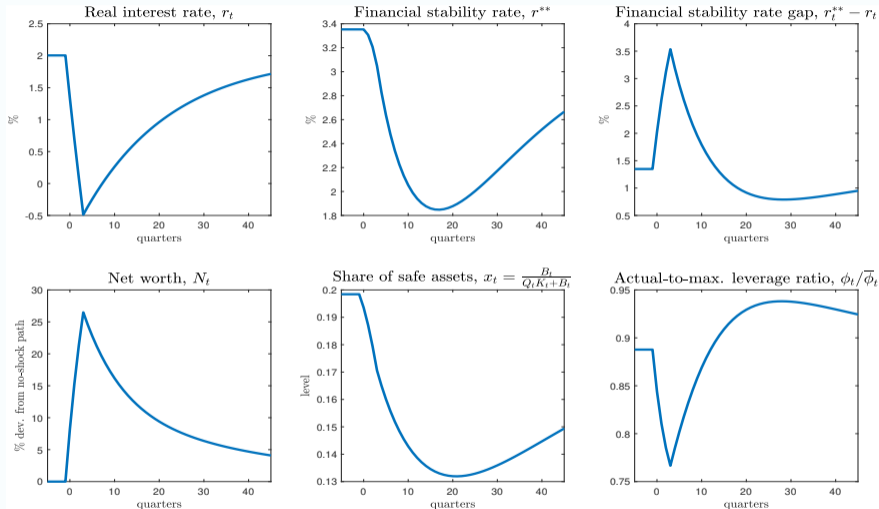 Real interest rate, r_t
2.5
2
1.5
1
0.5
0
-0.5
%
0 10 20 30 40
quarters
Financial stability rate, r**
3.4
3.2
3
2.8
2.6
2.4
2.2
2
1.8
%
0 10 20 30 40
quarters
Financial stability rate gap, r_t** − r_t
4
3.5
3
2.5
2
1.5
1
0.5
%
0 10 20 30 40
quarters
Net worth, N_t
30
25
20
15
10
5
0
% dev. from no-shock path
0 10 20 30 40
quarters
Share of safe assets, x_t = B_t / (Q_tK_t+B_t)
0.2
0.19
0.18
0.17
0.16
0.15
0.14
0.13
level
0 10 20 30 40
quarters
Actual-to-max. leverage ratio, ϕ_t/ϕ̅_t
0.95
0.9
0.85
0.8
0.75
0 10 20 30 40
quarters